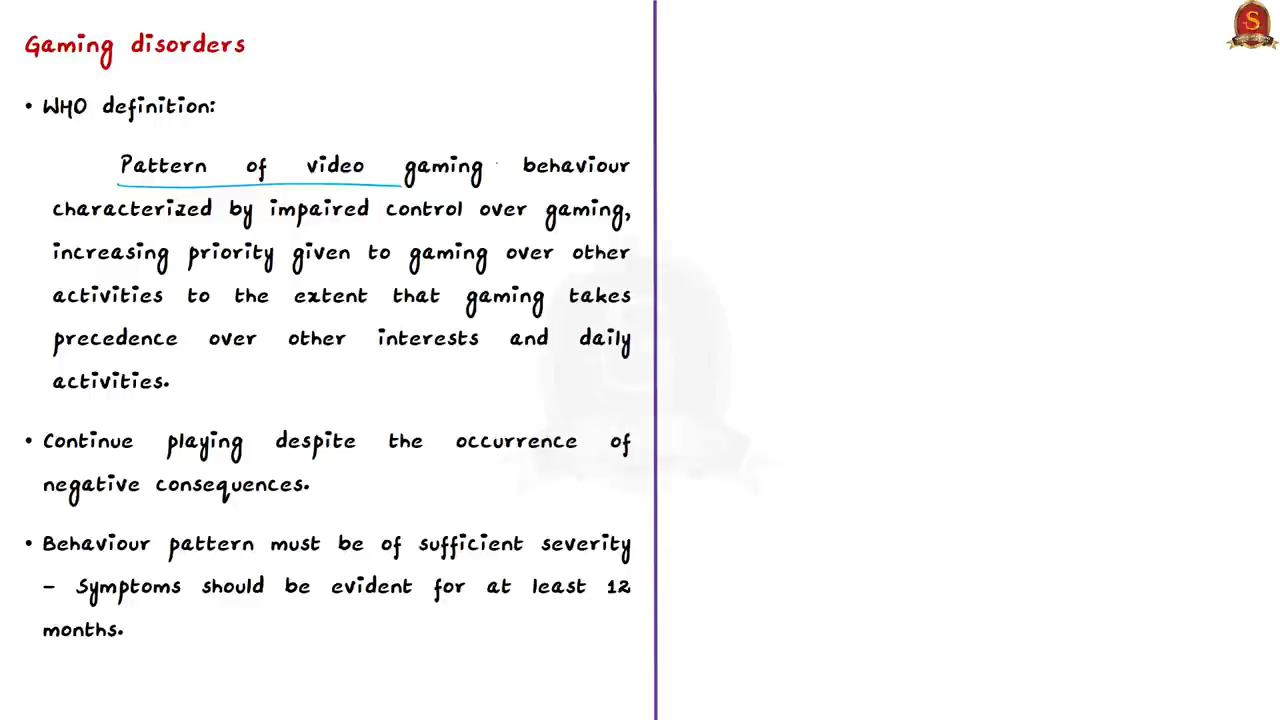 Gaming disorders
• WHO definition:
Pattern of video gaming behaviour
characterized by impaired control over gaming,
increasing priority given to gaming over other
activities to the extent that gaming takes
precedence over other interests and daily
activities.
• Continue playing despite the occurrence of
negative consequences.
• Behaviour pattern must be of sufficient severity
– Symptoms should be evident for at least 12
months.
S